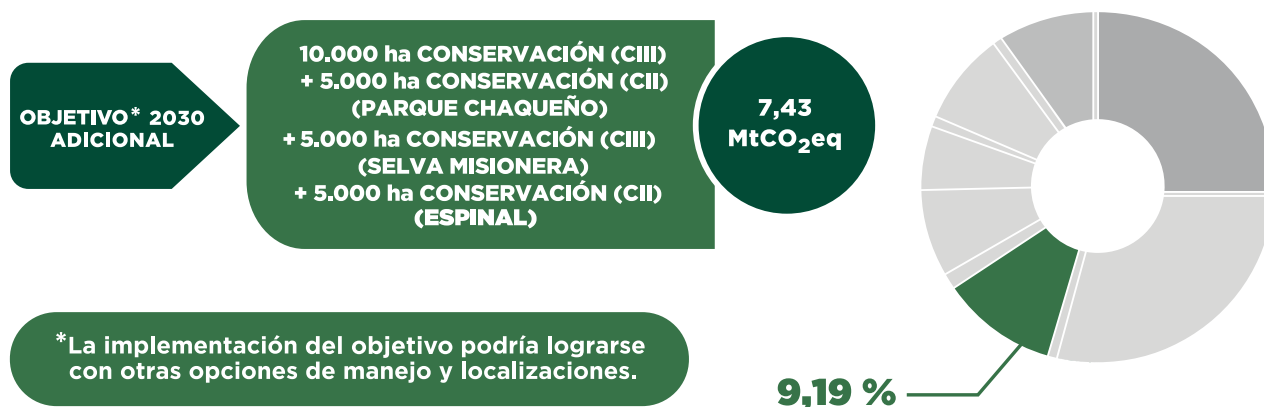 OBJETIVO* 2030
ADICIONAL
10.000 ha CONSERVACIÓN (CIII)
+ 5.000 ha CONSERVACIÓN (CII)
(PARQUE CHAQUEÑO)
+ 5.000 ha CONSERVACIÓN (CIII)
(SELVA MISIONERA)
+ 5.000 ha CONSERVACIÓN (CII)
(ESPINAL)
7,43
MtCO₂eq
*La implementación del objetivo podría lograrse
con otras opciones de manejo y localizaciones.
9,19 %